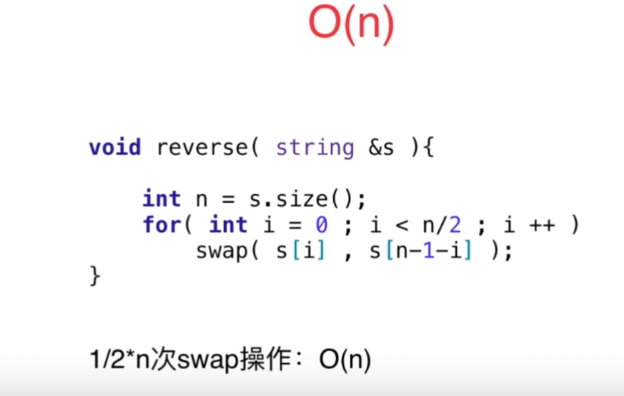 O(n)
void reverse( string &s ){
int n = s.size();
for( int i = 0 ; i < n/2 ; i ++ )
swap( s[i] , s[n-1-i] );
}
1/2*n次swap操作：O(n)